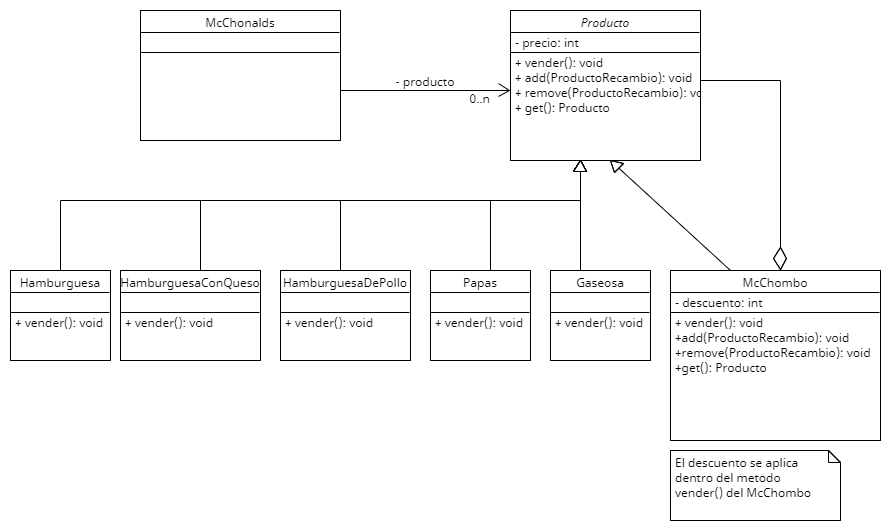 McChonalds
Producto
- precio: int
+ vender(): void
+ add(ProductoRecambio): void
+ remove(ProductoRecambio): vo
+ get(): Producto
- producto
0..n
Hamburguesa
+ vender(): void
HamburguesaConQueso
+ vender(): void
HamburguesaDePollo
+ vender(): void
Papas
+ vender(): void
Gaseosa
+ vender(): void
McChombo
- descuento: int
+ vender(): void
+add(ProductoRecambio): void
+remove(ProductoRecambio): void
+get(): Producto
El descuento se aplica
dentro del metodo
vender() del McChombo